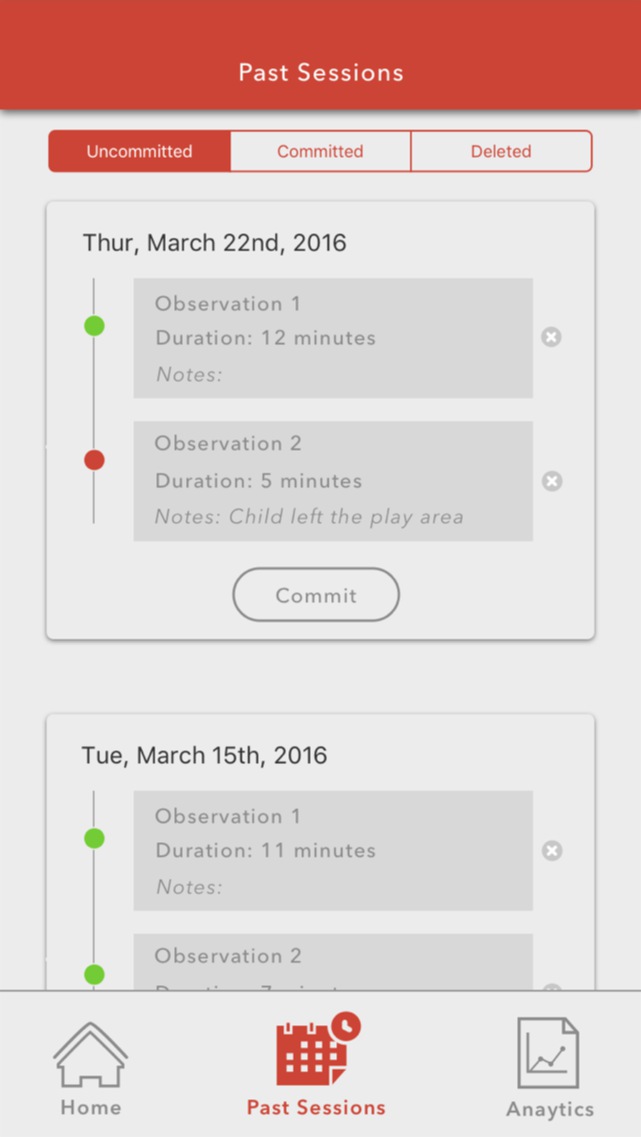 Past Sessions
Uncommitted Committed Deleted
Thur, March 22nd, 2016
Observation 1
Duration: 12 minutes
Notes:
Observation 2
Duration: 5 minutes
Notes: Child left the play area
Commit
Tue, March 15th, 2016
Observation 1
Duration: 11 minutes
Notes:
Observation 2
Home Past Sessions Anaytics